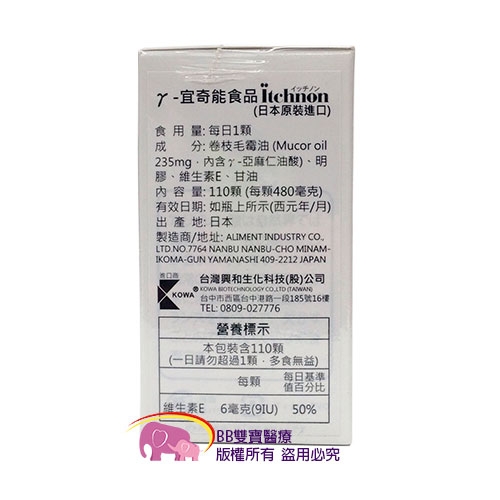 γ-宜奇能食品 Itchnon
イッチノン
(日本原裝進口)
食 用 量: 每日1顆
成　　分: 卷枝毛霉油 (Mucor oil
235mg，內含γ-亞麻仁油酸)、明
膠、維生素E、甘油
內 容 量: 110顆 (每顆480毫克)
有效日期: 如瓶上所示(西元年/月)
出 產 地: 日本
製造商/地址: ALIMENT INDUSTRY CO.,
LTD.NO.7764 NANBU NANBU-CHO MINAM-
IKOMA-GUN YAMANASHI 409-2212 JAPAN
進口商
KOWA
®
台灣興和生化科技(股)公司
KOWA BIOTECHNOLOGY CO.,LTD (TAIWAN)
台中市西區台中港路一段185號16樓
TEL: 0809-027776
營養標示
本包裝含110顆
(一日請勿超過1顆，多食無益)
每顆 每日基準值百分比
維生素E 6毫克(9IU) 50%
BB雙寶醫療
版權所有 盜用必究